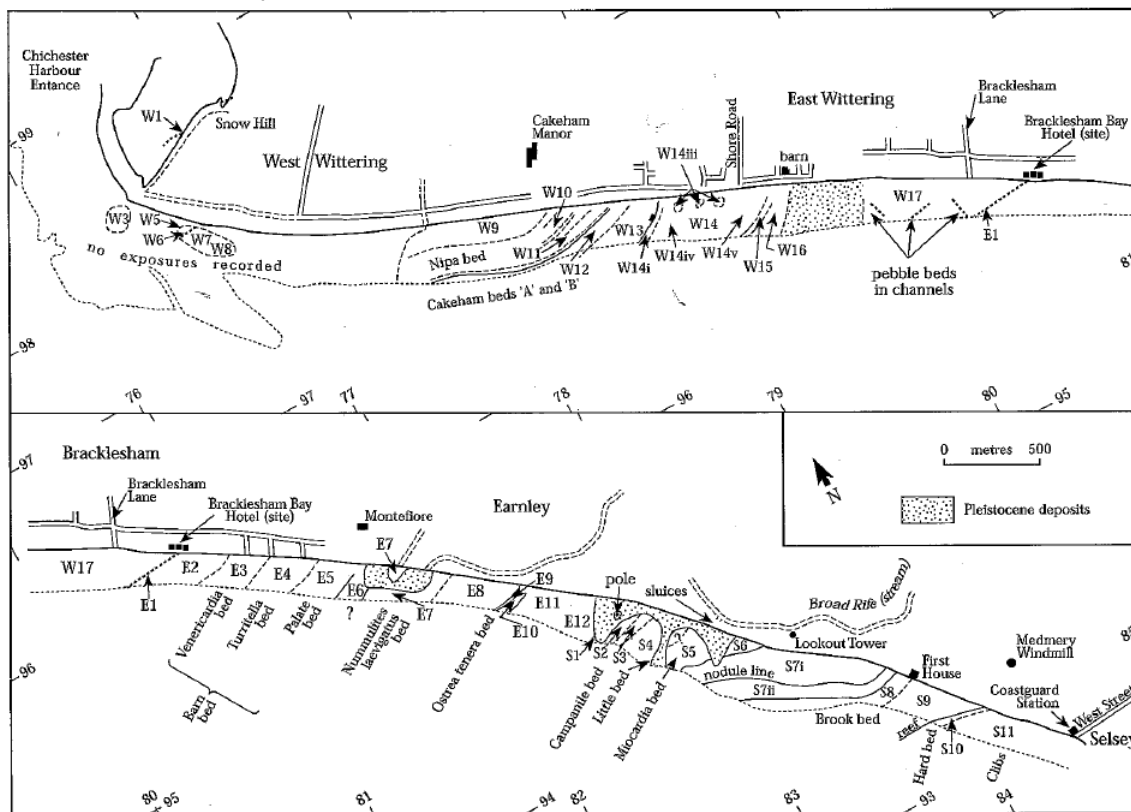 Chichester
Harbour
Entance
W1
Snow Hill
99
West Wittering
Cakeham
Manor
East Wittering
Shore Road
barn
Bracklesham
Lane
Bracklesham Bay
Hotel (site)
W3
W5
W6
W7
W8
no exposures recorded
W9
Nipa bed
W10
W11
W12
Cakeham beds 'A' and 'B'
W13
W14i
W14iii
W14
W14iv
W14v
W15
W16
W17
pebble beds
in channels
E1
98
76
97
77
78
96
79
80
95
97
Bracklesham
Bracklesham
Lane
Bracklesham Bay
Hotel (site)
Montefiore
Earnley
0 metres 500
N
Pleistocene deposits
W17
E1
E2
E3
E4
E5
E6
?
E7
E7
E8
E9
E10
E11
E12
Venericardia
bed
Turritella
bed
Palate
bed
Barn
bed
Nummulites
laevigatus
bed
Ostrea tenera bed
pole
sluices
Broad Rife (stream)
Lookout Tower
Medmery
Windmill
First
House
Coastguard
Station
West Street
Selsey
S1
S2
S3
S4
S5
S6
S7i
nodule line
S7ii
S8
S9
S10
S11
Campanile bed
Little bed
Miocardia bed
Brook bed
reef
Hard bed
Clibs
96
80
95
81
94
82
83
93
84